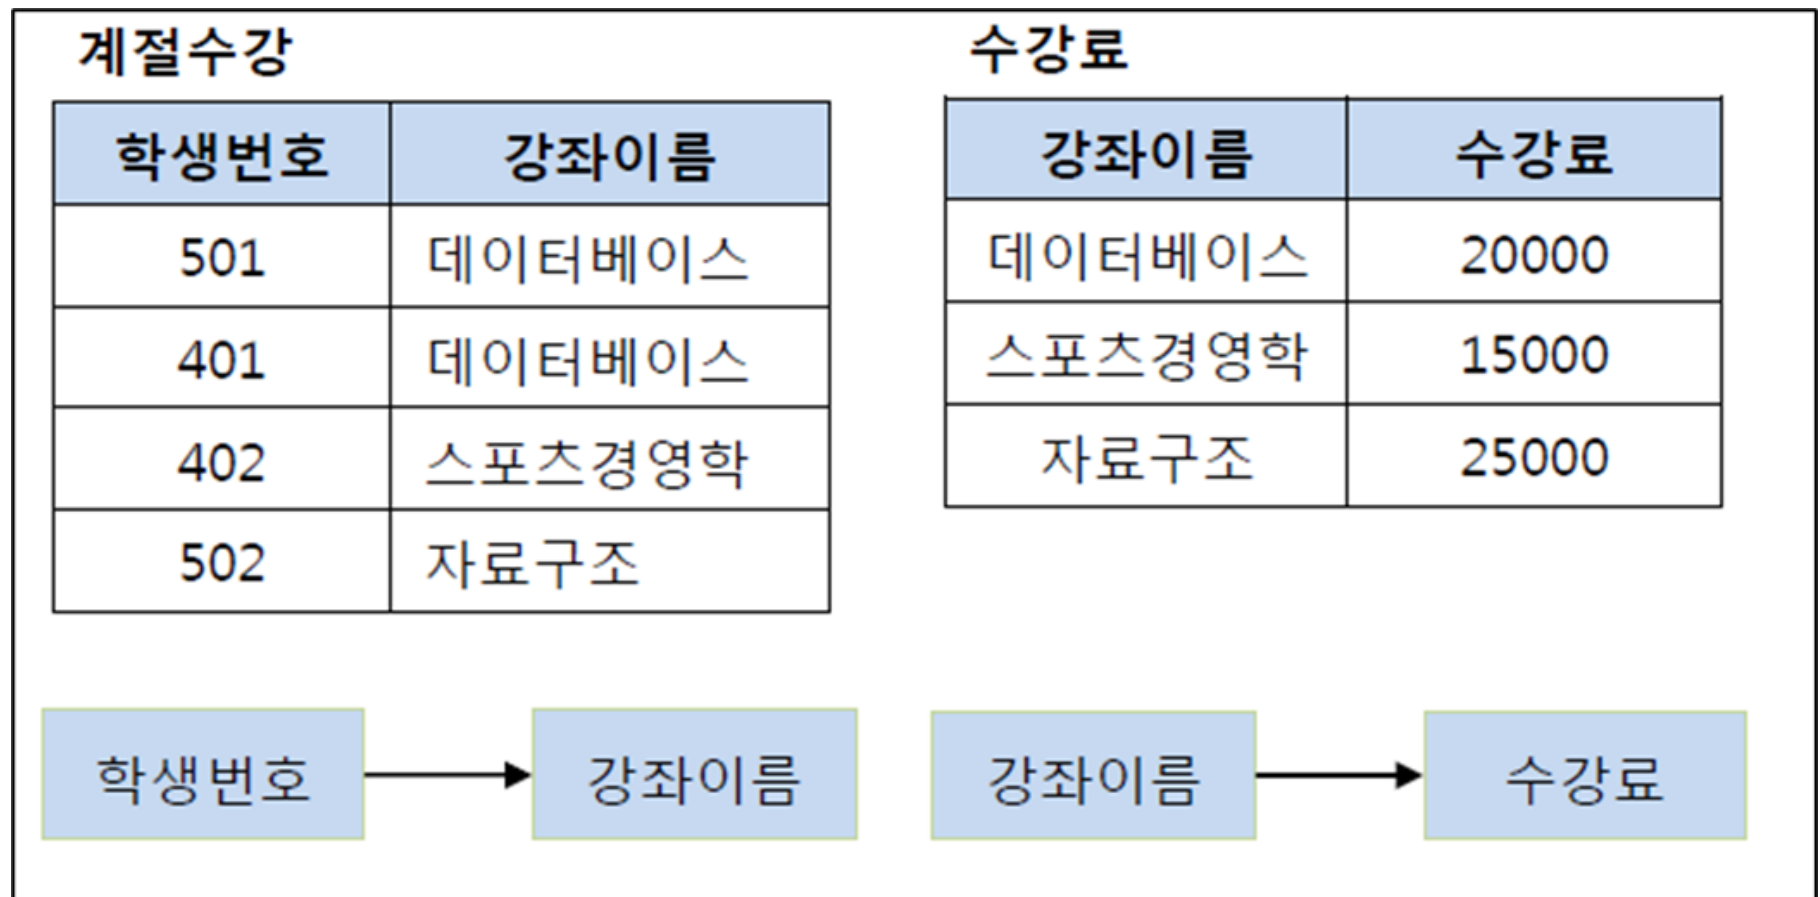 계절수강
학생번호 강좌이름
501 데이터베이스
401 데이터베이스
402 스포츠경영학
502 자료구조
수강료
강좌이름 수강료
데이터베이스 20000
스포츠경영학 15000
자료구조 25000
학생번호 강좌이름
강좌이름 수강료